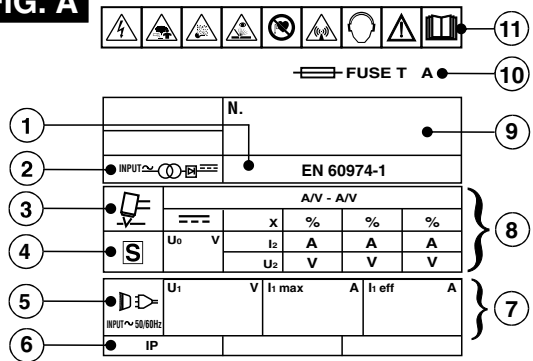 FIG. A
11
FUSE T A
10
N.
1
9
2
INPUT
EN 60974-1
3
A/V - A/V
X % % %
8
4
S
U0 V
I2 A A A
U2 V V V
5
U1 V I1 max A I1 eff A
7
INPUT ~ 50/60Hz
6
IP